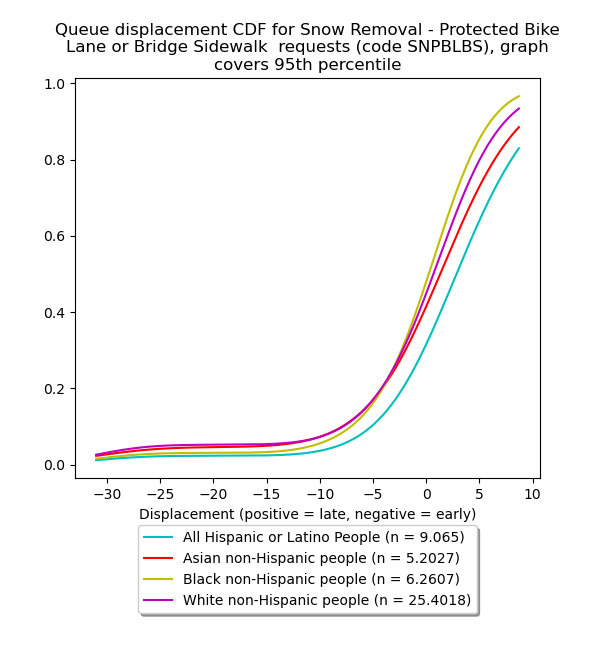 Queue displacement CDF for Snow Removal - Protected Bike
Lane or Bridge Sidewalk  requests (code SNPBLBS), graph
covers 95th percentile
1.0
0.8
0.6
0.4
0.2
0.0
−30 −25 −20 −15 −10 −5 0 5 10
Displacement (positive = late, negative = early)
All Hispanic or Latino People (n = 9.065)
Asian non-Hispanic people (n = 5.2027)
Black non-Hispanic people (n = 6.2607)
White non-Hispanic people (n = 25.4018)